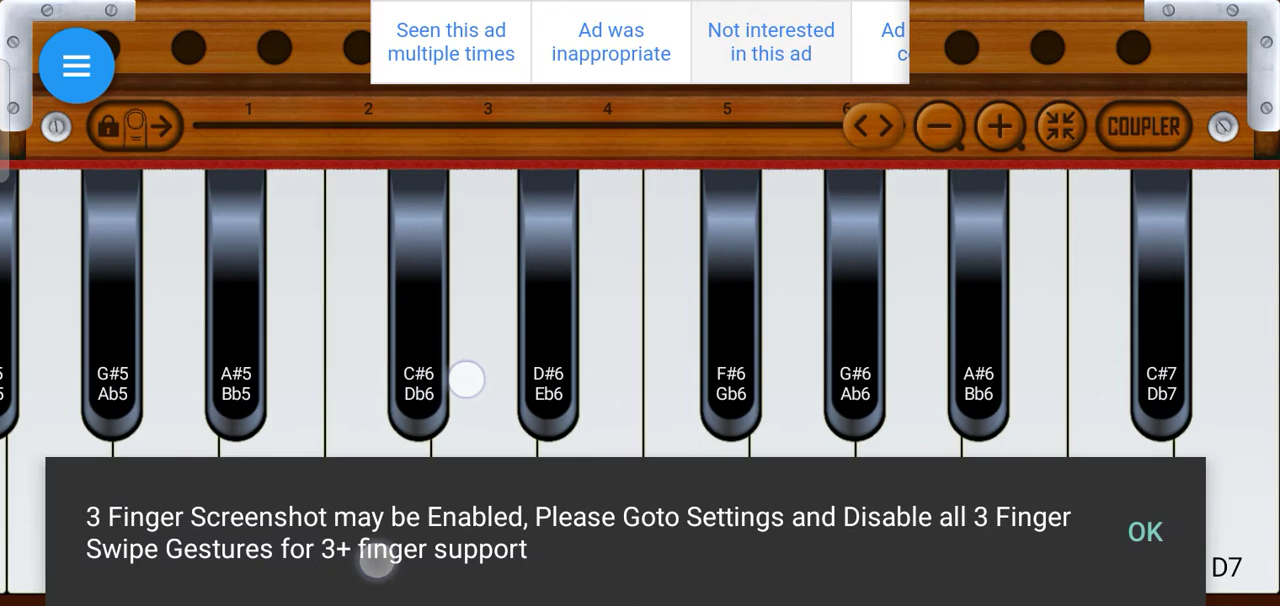 Seen this ad
multiple times
Ad was
inappropriate
Not interested
in this ad
Ad
c
1 2 3 4 5 6
COUPLER
G#5
Ab5
A#5
Bb5
C#6
Db6
D#6
Eb6
F#6
Gb6
G#6
Ab6
A#6
Bb6
C#7
Db7
3 Finger Screenshot may be Enabled, Please Goto Settings and Disable all 3 Finger
Swipe Gestures for 3+ finger support
OK
D7